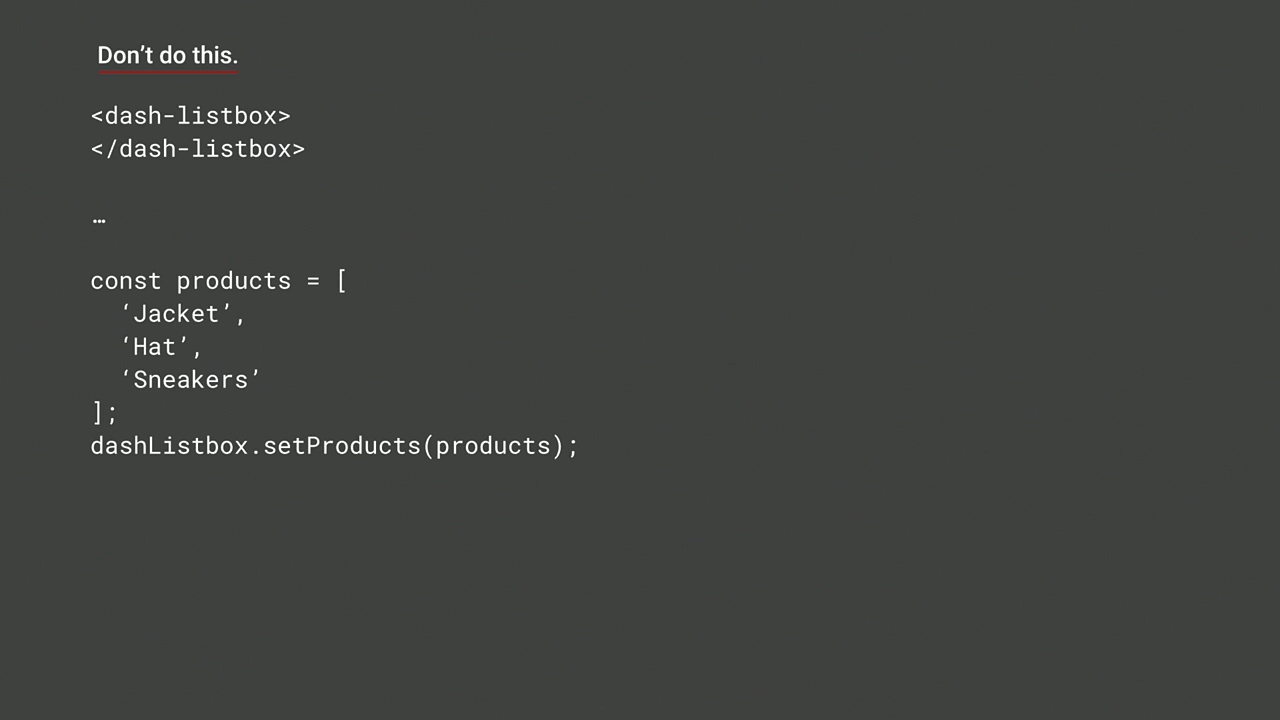 Don’t do this.
<dash-listbox>
</dash-listbox>
…
const products = [
‘Jacket’,
‘Hat’,
‘Sneakers’
];
dashListbox.setProducts(products);